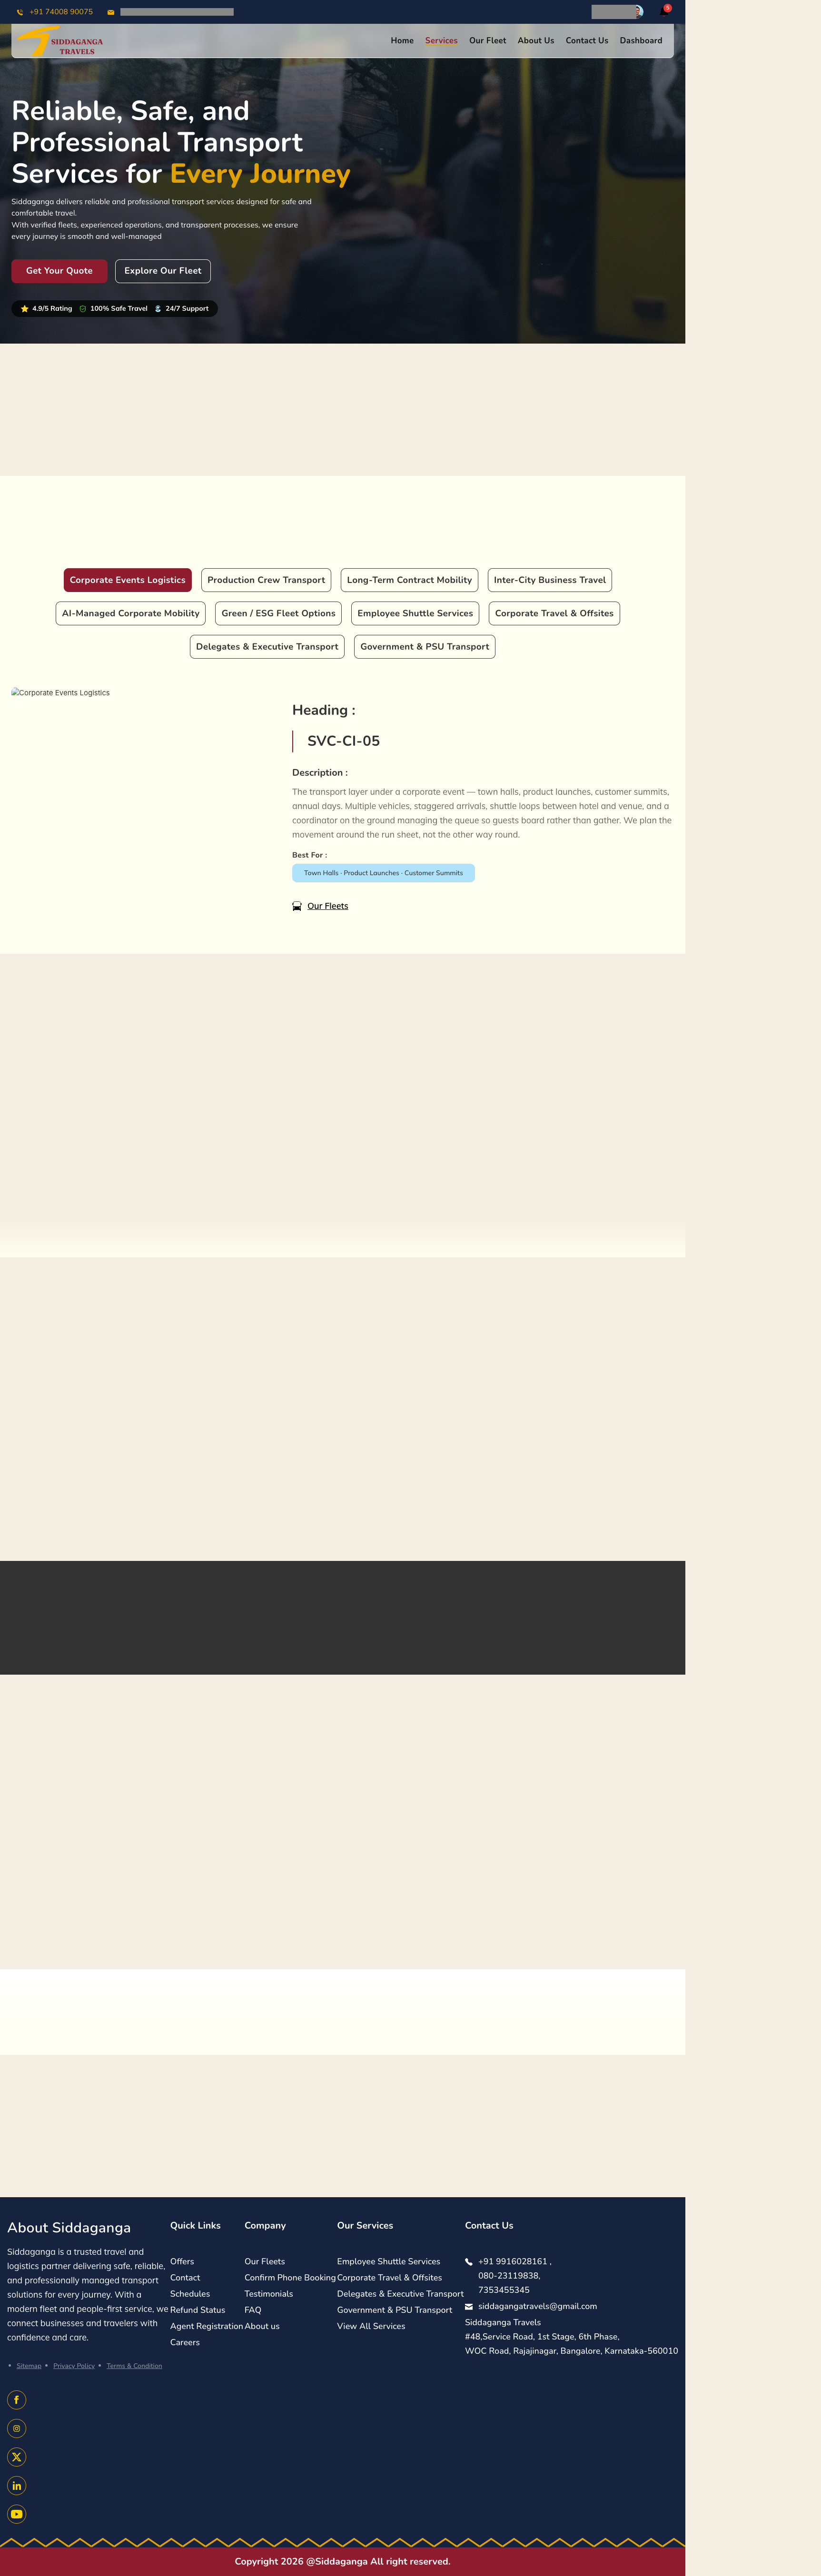 +91 74008 90075
5
SIDDAGANGA
TRAVELS
Home Services Our Fleet About Us Contact Us Dashboard
Reliable, Safe, and
Professional Transport
Services for Every Journey
Siddaganga delivers reliable and professional transport services designed for safe and
comfortable travel.
With verified fleets, experienced operations, and transparent processes, we ensure
every journey is smooth and well-managed
Get Your Quote Explore Our Fleet
4.9/5 Rating 100% Safe Travel 24/7 Support
Corporate Events Logistics Production Crew Transport Long-Term Contract Mobility Inter-City Business Travel
AI-Managed Corporate Mobility Green / ESG Fleet Options Employee Shuttle Services Corporate Travel & Offsites
Delegates & Executive Transport Government & PSU Transport
Corporate Events Logistics
Heading :
SVC-CI-05
Description :
The transport layer under a corporate event — town halls, product launches, customer summits,
annual days. Multiple vehicles, staggered arrivals, shuttle loops between hotel and venue, and a
coordinator on the ground managing the queue so guests board rather than gather. We plan the
movement around the run sheet, not the other way round.
Best For :
Town Halls · Product Launches · Customer Summits
Our Fleets
About Siddaganga
Siddaganga is a trusted travel and
logistics partner delivering safe, reliable,
and professionally managed transport
solutions for every journey. With a
modern fleet and people-first service, we
connect businesses and travelers with
confidence and care.
Sitemap Privacy Policy Terms & Condition
Quick Links
Offers
Contact
Schedules
Refund Status
Agent Registration
Careers
Company
Our Fleets
Confirm Phone Booking
Testimonials
FAQ
About us
Our Services
Employee Shuttle Services
Corporate Travel & Offsites
Delegates & Executive Transport
Government & PSU Transport
View All Services
Contact Us
+91 9916028161 ,
080-23119838,
7353455345
siddagangatravels@gmail.com
Siddaganga Travels
#48,Service Road, 1st Stage, 6th Phase,
WOC Road, Rajajinagar, Bangalore, Karnataka-560010
Copyright 2026 @Siddaganga All right reserved.